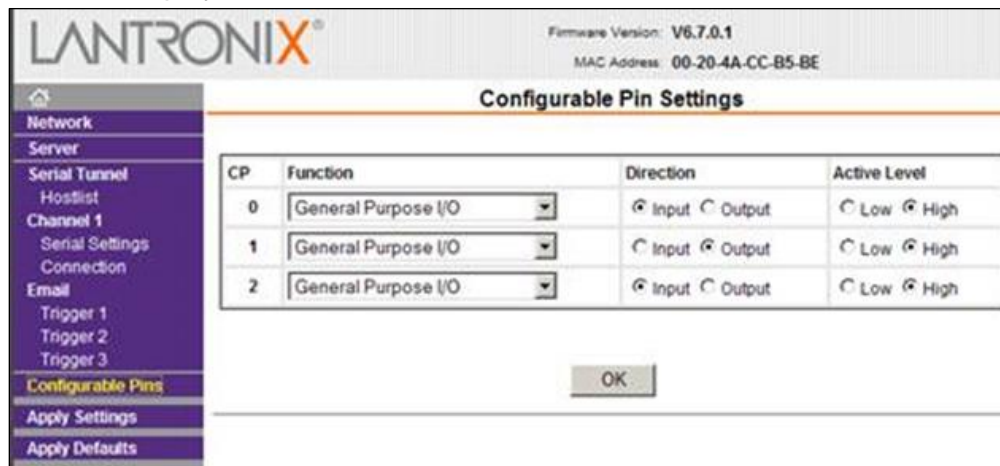 LANTRONIX®
Firmware Version: V6.7.0.1
MAC Address: 00-20-4A-CC-B5-BE
Configurable Pin Settings
Network
Server
Serial Tunnel
Hostlist
Channel 1
Serial Settings
Connection
Email
Trigger 1
Trigger 2
Trigger 3
Configurable Pins
Apply Settings
Apply Defaults
CP Function Direction Active Level
0 General Purpose I/O Input Output Low High
1 General Purpose I/O Input Output Low High
2 General Purpose I/O Input Output Low High
OK